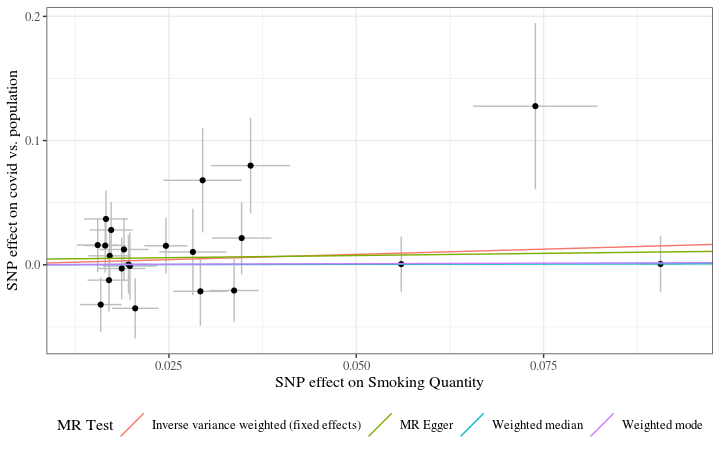 SNP effect on covid vs. population
0.2
0.1
0.0
0.025 0.050 0.075
SNP effect on Smoking Quantity
MR Test Inverse variance weighted (fixed effects) MR Egger Weighted median Weighted mode